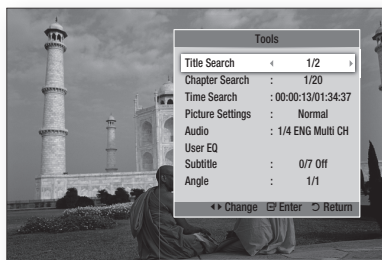 Tools
Title Search ◂ 1/2 ▸
Chapter Search : 1/20
Time Search : 00:00:13/01:34:37
Picture Settings : Normal
Audio : 1/4 ENG Multi CH
User EQ
Subtitle : 0/7 Off
Angle : 1/1
◂▸ Change Enter Return